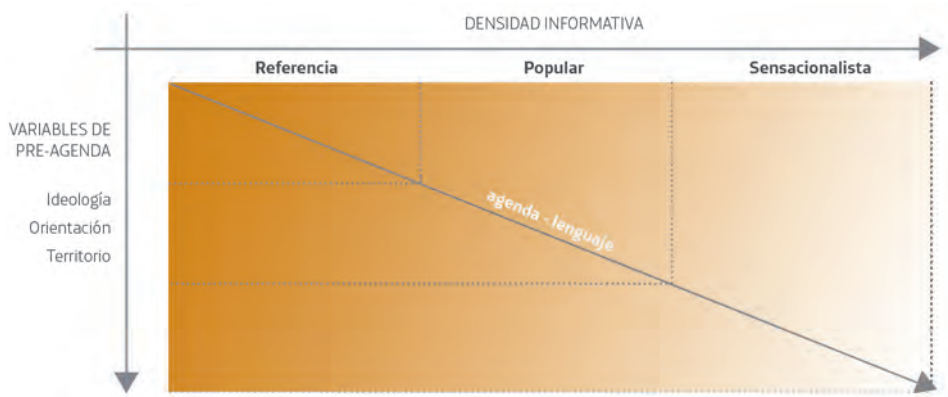 DENSIDAD INFORMATIVA
Referencia
Popular
Sensacionalista
VARIABLES DE
PRE-AGENDA
Ideología
Orientación
Territorio
agenda - lenguaje